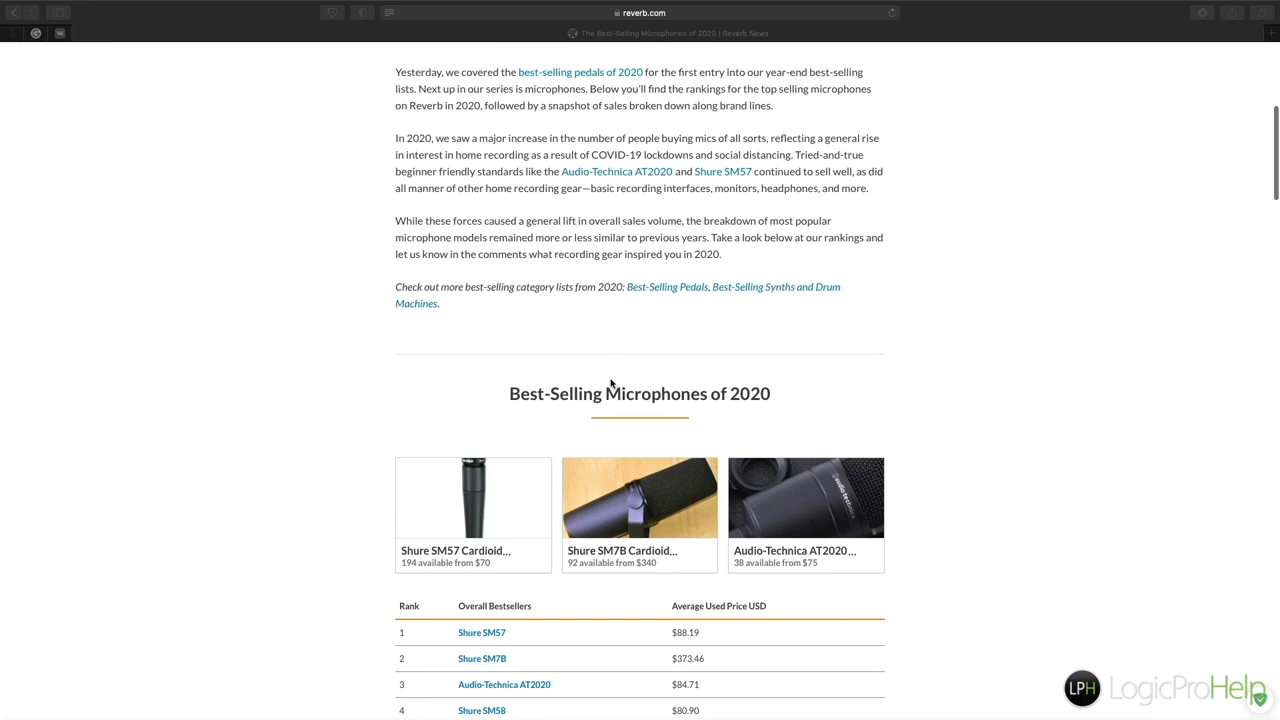 reverb.com
The Best-Selling Microphones of 2020 | Reverb News
Yesterday, we covered the best-selling pedals of 2020 for the first entry into our year-end best-selling
lists. Next up in our series is microphones. Below you'll find the rankings for the top selling microphones
on Reverb in 2020, followed by a snapshot of sales broken down along brand lines.
In 2020, we saw a major increase in the number of people buying mics of all sorts, reflecting a general rise
in interest in home recording as a result of COVID-19 lockdowns and social distancing. Tried-and-true
beginner friendly standards like the Audio-Technica AT2020 and Shure SM57 continued to sell well, as did
all manner of other home recording gear—basic recording interfaces, monitors, headphones, and more.
While these forces caused a general lift in overall sales volume, the breakdown of most popular
microphone models remained more or less similar to previous years. Take a look below at our rankings and
let us know in the comments what recording gear inspired you in 2020.
Check out more best-selling category lists from 2020: Best-Selling Pedals, Best-Selling Synths and Drum
Machines.
Best-Selling Microphones of 2020
audio-technica
Shure SM57 Cardioid... Shure SM7B Cardioid... Audio-Technica AT2020...
194 available from $70 92 available from $340 38 available from $75
Rank Overall Bestsellers Average Used Price USD
1 Shure SM57 $88.19
2 Shure SM7B $373.46
3 Audio-Technica AT2020 $84.71
4 Shure SM58 $80.90
LPH LogicProHelp